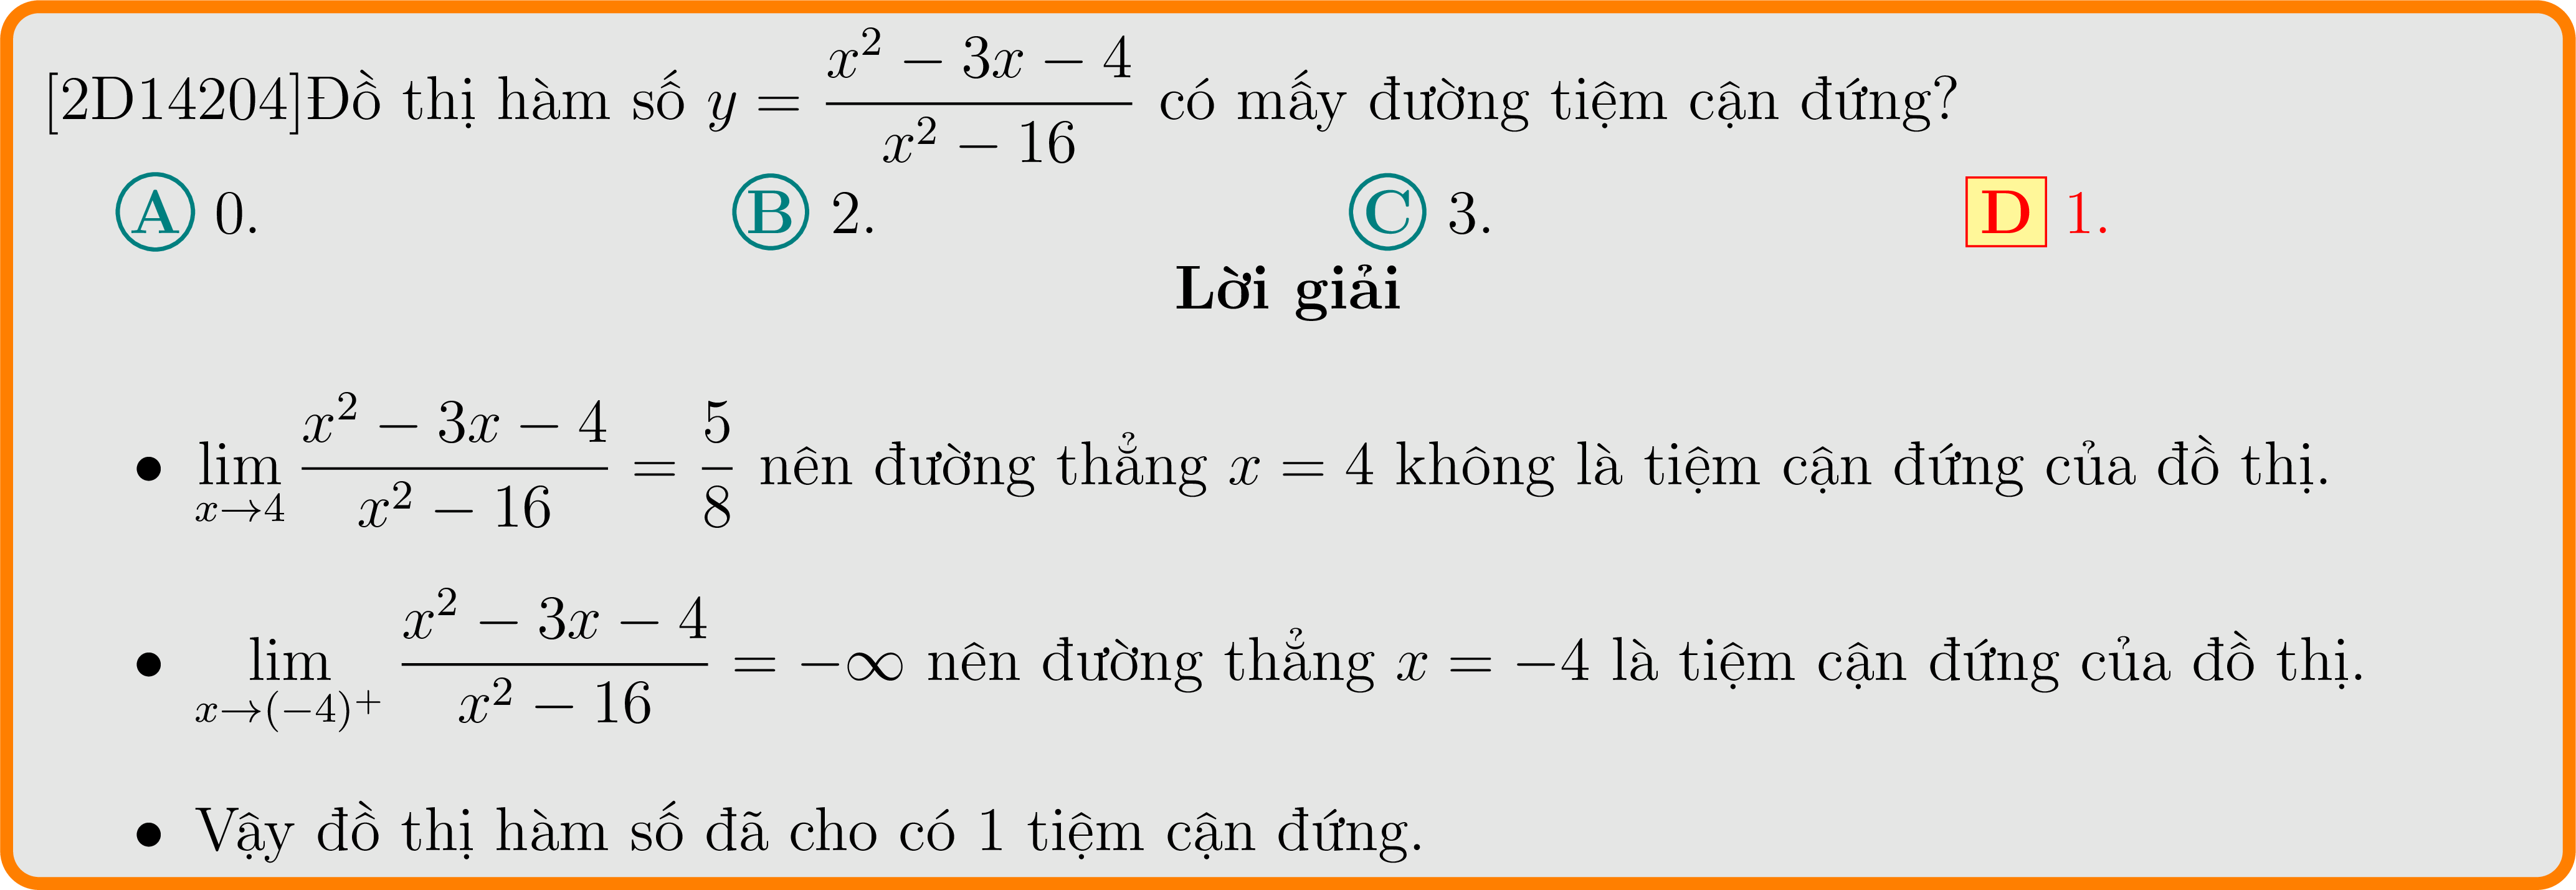 [2D14204]Đồ thị hàm số $y = \dfrac{x^2 - 3x - 4}{x^2 - 16}$ có mấy đường tiệm cận đứng?
A 0. B 2. C 3. D 1.
Lời giải
• $\lim\limits_{x \to 4} \dfrac{x^2 - 3x - 4}{x^2 - 16} = \dfrac{5}{8}$ nên đường thẳng $x = 4$ không là tiệm cận đứng của đồ thị.
• $\lim\limits_{x \to (-4)^+} \dfrac{x^2 - 3x - 4}{x^2 - 16} = -\infty$ nên đường thẳng $x = -4$ là tiệm cận đứng của đồ thị.
• Vậy đồ thị hàm số đã cho có 1 tiệm cận đứng.